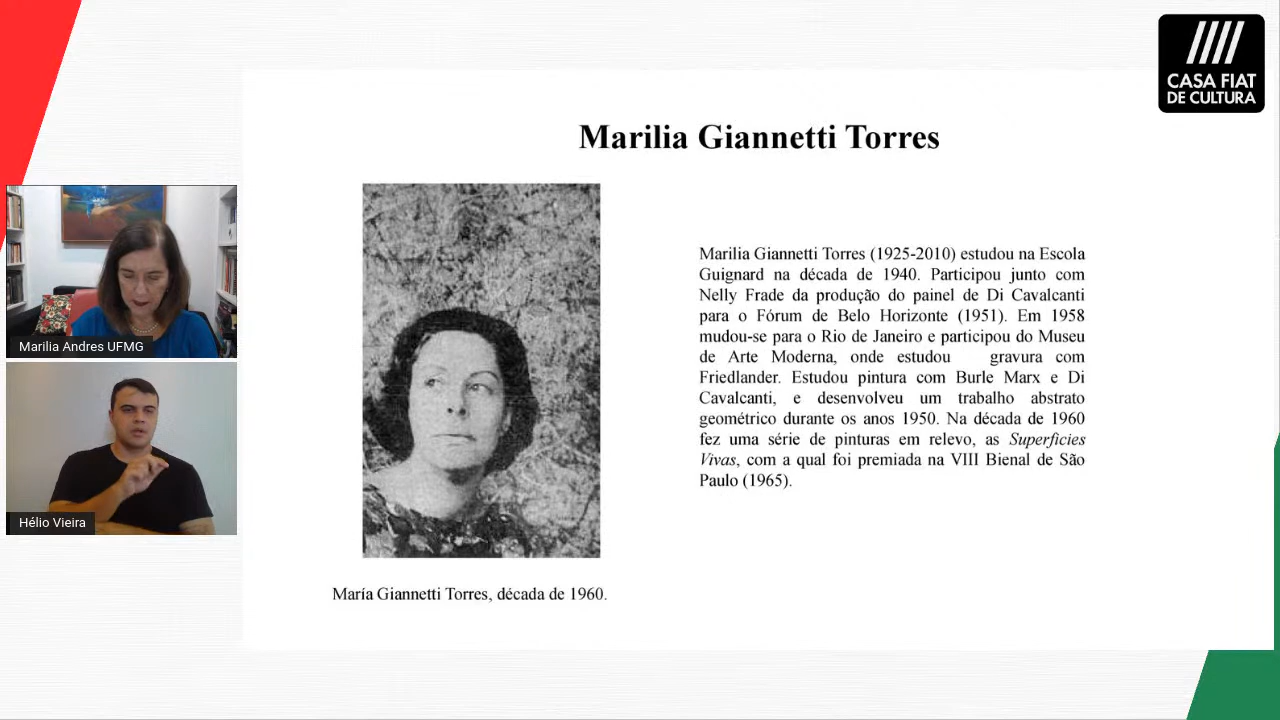 CASA FIAT
DE CULTURA
Marilia Giannetti Torres
Marilia Giannetti Torres (1925-2010) estudou na Escola
Guignard na década de 1940. Participou junto com
Nelly Frade da produção do painel de Di Cavalcanti
para o Fórum de Belo Horizonte (1951). Em 1958
mudou-se para o Rio de Janeiro e participou do Museu
de Arte Moderna, onde estudou gravura com
Friedlander. Estudou pintura com Burle Marx e Di
Cavalcanti, e desenvolveu um trabalho abstrato
geométrico durante os anos 1950. Na década de 1960
fez uma série de pinturas em relevo, as Superfícies
Vivas, com a qual foi premiada na VIII Bienal de São
Paulo (1965).
María Giannetti Torres, década de 1960.
Marilia Andres UFMG
Hélio Vieira